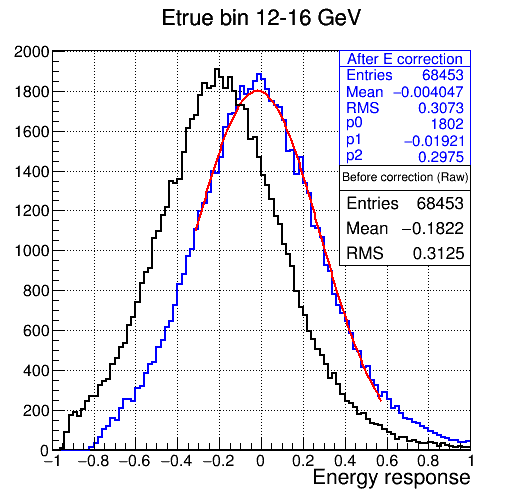 Etrue bin 12-16 GeV
After E correction
Entries 68453
Mean −0.004047
RMS 0.3073
p0 1802
p1 −0.01921
p2 0.2975
Before correction (Raw)
Entries 68453
Mean −0.1822
RMS 0.3125
2000
1800
1600
1400
1200
1000
800
600
400
200
0
−1 −0.8 −0.6 −0.4 −0.2 0 0.2 0.4 0.6 0.8 1
Energy response